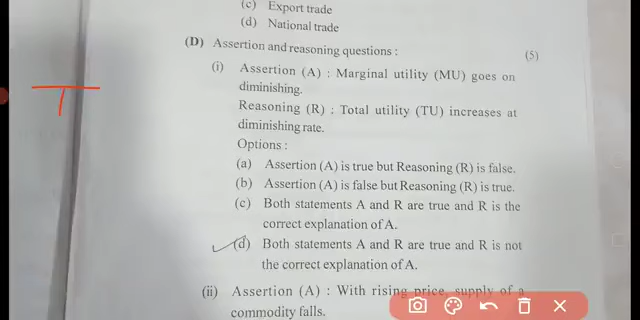 (c) Export trade
(d) National trade
(D) Assertion and reasoning questions : (5)
(i) Assertion (A) : Marginal utility (MU) goes on
diminishing.
Reasoning (R) : Total utility (TU) increases at
diminishing rate.
Options :
(a) Assertion (A) is true but Reasoning (R) is false.
(b) Assertion (A) is false but Reasoning (R) is true.
(c) Both statements A and R are true and R is the
correct explanation of A.
(d) Both statements A and R are true and R is not
the correct explanation of A.
(ii) Assertion (A) : With rising price, supply of a
commodity falls.
T